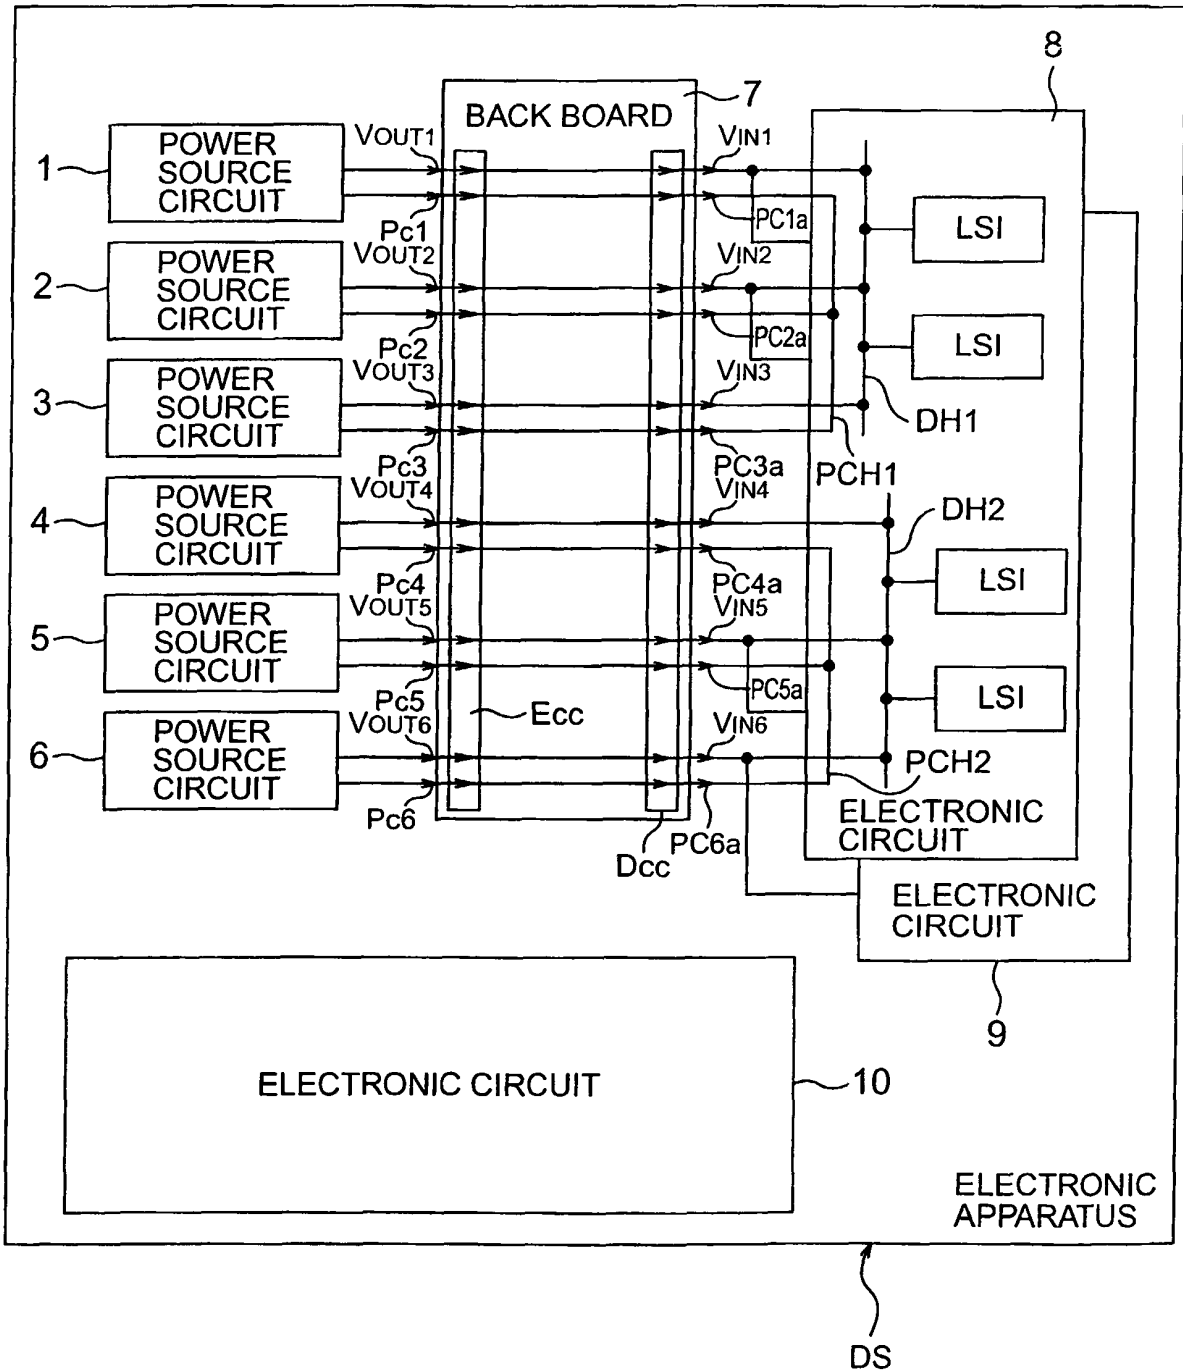 8
7
BACK BOARD
POWER
SOURCE
CIRCUIT
1
VOUT1
Pc1
VIN1
PC1a
LSI
POWER
SOURCE
CIRCUIT
2
VOUT2
Pc2
VIN2
PC2a
LSI
POWER
SOURCE
CIRCUIT
3
VOUT3
Pc3
VIN3
PC3a
DH1
PCH1
POWER
SOURCE
CIRCUIT
4
VOUT4
Pc4
VIN4
PC4a
DH2
LSI
POWER
SOURCE
CIRCUIT
5
VOUT5
Pc5
VIN5
PC5a
LSI
Ecc
POWER
SOURCE
CIRCUIT
6
VOUT6
Pc6
VIN6
PC6a
PCH2
Dcc
ELECTRONIC
CIRCUIT
ELECTRONIC
CIRCUIT
9
ELECTRONIC CIRCUIT
10
ELECTRONIC
APPARATUS
DS